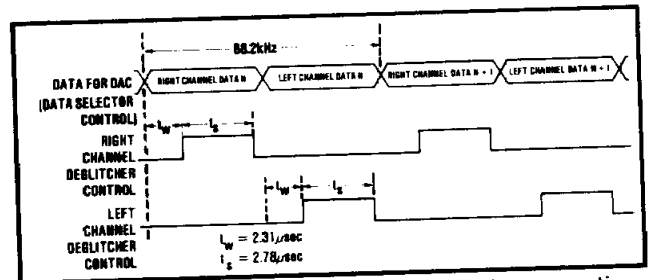 88.2kHz
DATA FOR DAC
(DATA SELECTOR
CONTROL)
RIGHT CHANNEL DATA N
LEFT CHANNEL DATA N
RIGHT CHANNEL DATA N + 1
LEFT CHANNEL DATA N + 1
tw
ts
RIGHT
CHANNEL
DEGLITCHER
CONTROL
tw
ts
LEFT
CHANNEL
DEGLITCHER
CONTROL
tw = 2.31µsec
ts = 2.78µsec